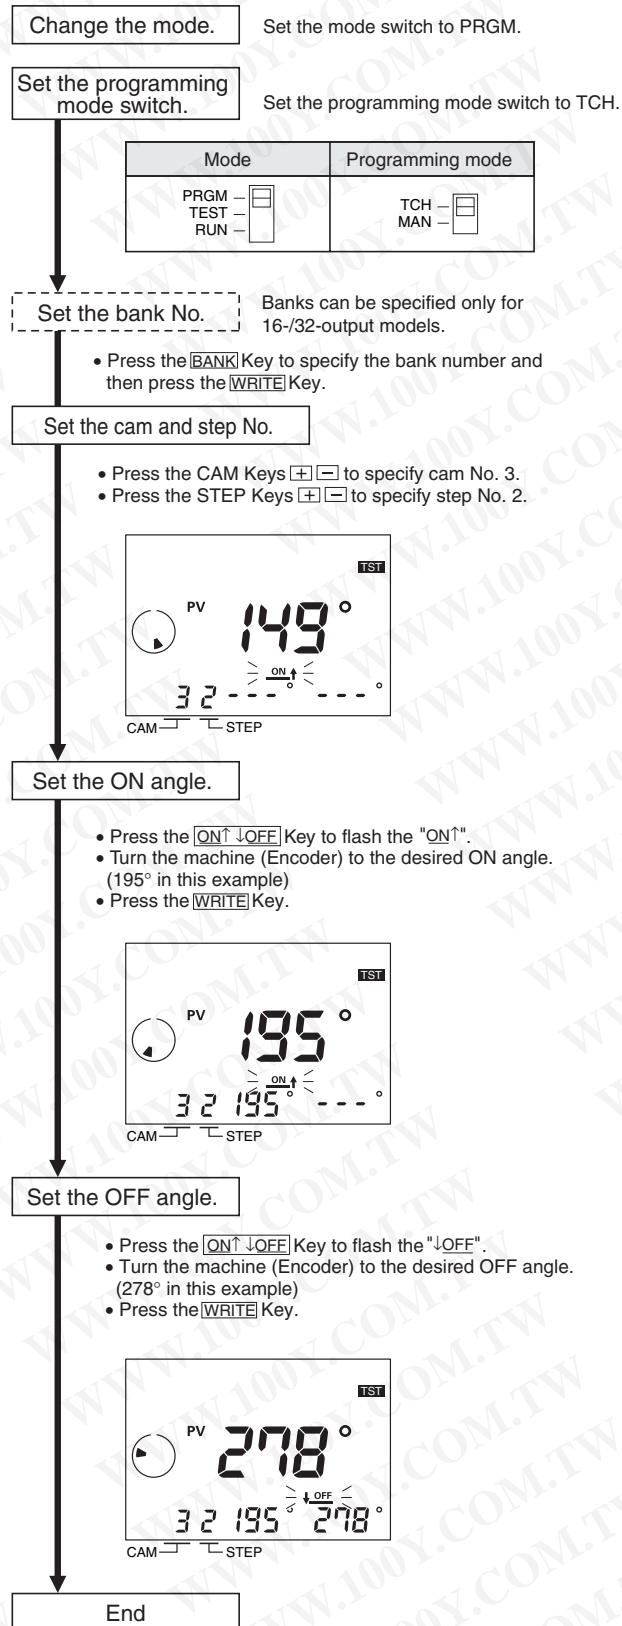 Change the mode.
Set the mode switch to PRGM.
Set the programming
mode switch.
Set the programming mode switch to TCH.
Mode
Programming mode
PRGM
TEST
RUN
TCH
MAN
Set the bank No.
Banks can be specified only for
16-/32-output models.
• Press the BANK Key to specify the bank number and
then press the WRITE Key.
Set the cam and step No.
• Press the CAM Keys + − to specify cam No. 3.
• Press the STEP Keys + − to specify step No. 2.
TST
PV 149°
ON↑
3 2 - - -° - - -°
CAM STEP
Set the ON angle.
• Press the ON↑ ↓OFF Key to flash the "ON↑".
• Turn the machine (Encoder) to the desired ON angle.
(195° in this example)
• Press the WRITE Key.
TST
PV 195°
ON↑
3 2 195° - - -°
CAM STEP
Set the OFF angle.
• Press the ON↑ ↓OFF Key to flash the "↓OFF".
• Turn the machine (Encoder) to the desired OFF angle.
(278° in this example)
• Press the WRITE Key.
TST
PV 278°
↓OFF
3 2 195° 278°
CAM STEP
End
WWW.100Y.COM.TW